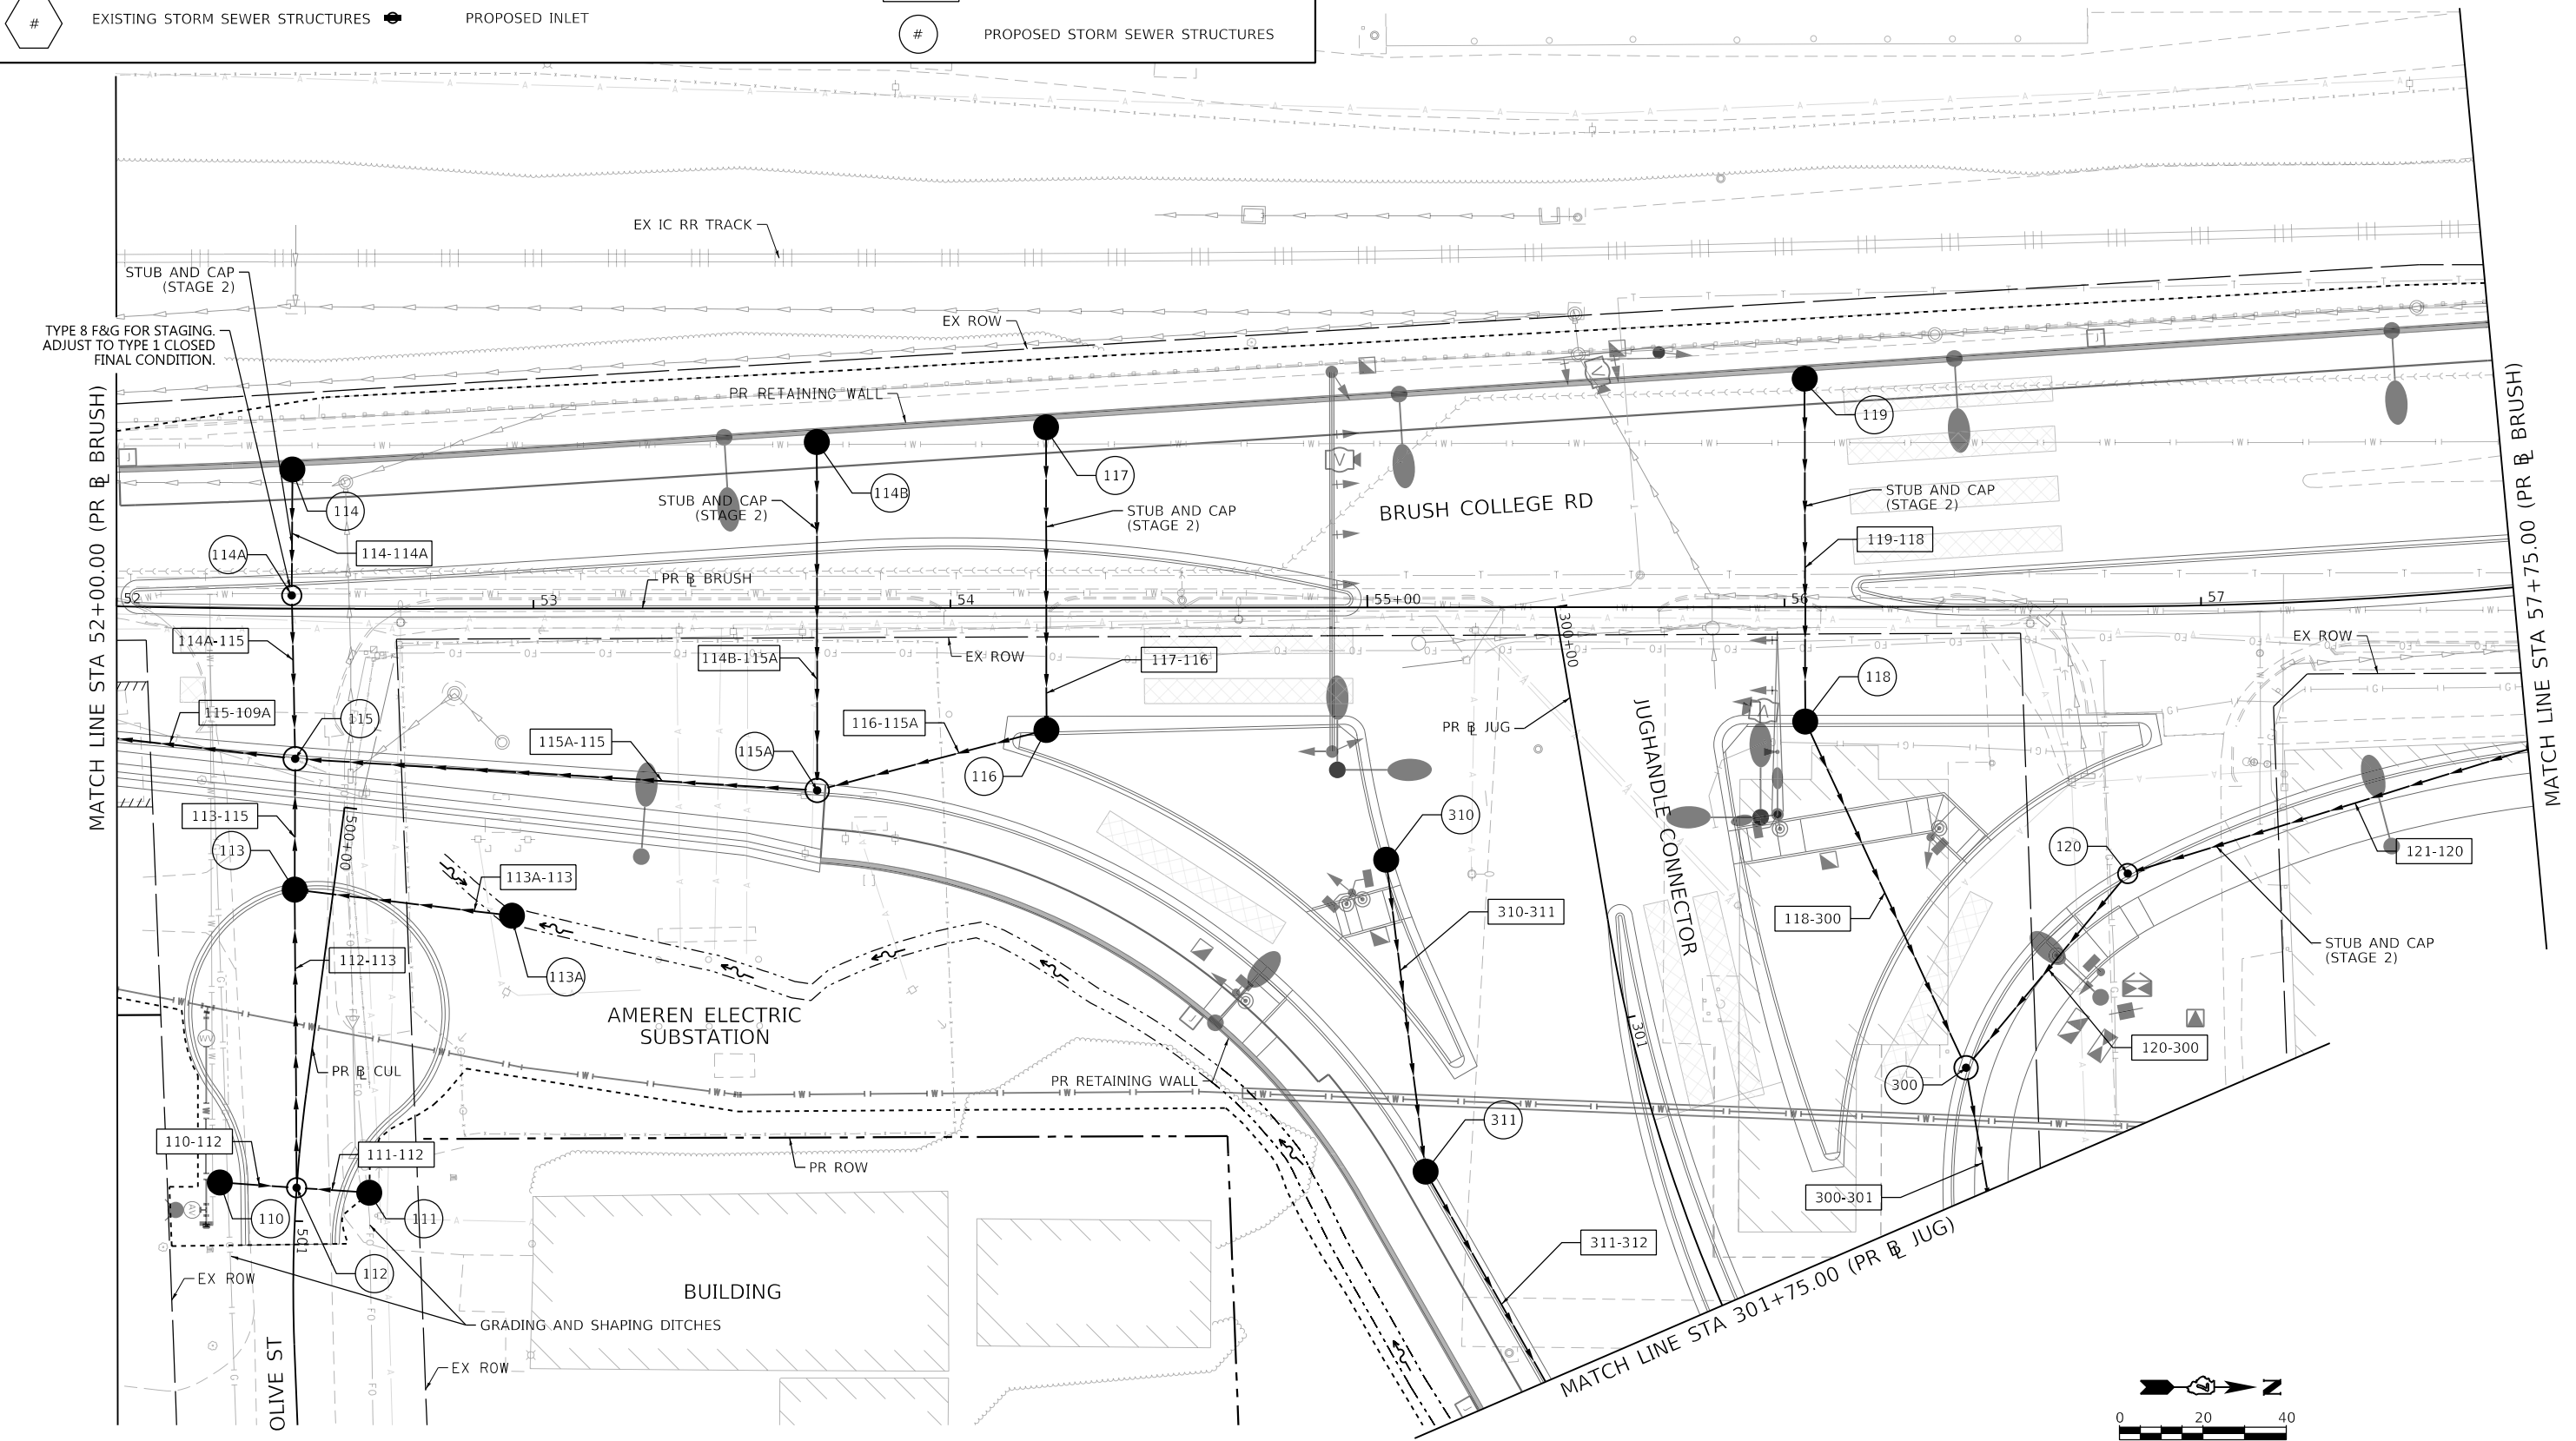 #
EXISTING STORM SEWER STRUCTURES
PROPOSED INLET
#
PROPOSED STORM SEWER STRUCTURES
EX IC RR TRACK
STUB AND CAP
(STAGE 2)
TYPE 8 F&G FOR STAGING.
ADJUST TO TYPE 1 CLOSED
FINAL CONDITION.
EX ROW
PR RETAINING WALL
MATCH LINE STA 52+00.00 (PR BL BRUSH)
MATCH LINE STA 57+75.00 (PR BL BRUSH)
119
117
114B
114
STUB AND CAP
(STAGE 2)
STUB AND CAP
(STAGE 2)
BRUSH COLLEGE RD
STUB AND CAP
(STAGE 2)
114A
114-114A
119-118
PR BL BRUSH
52
53
54
55+00
56
57
300+00
114A-115
114B-115A
EX ROW
117-116
EX ROW
118
115-109A
115
116-115A
PR BL JUG
JUGHANDLE CONNECTOR
115A-115
115A
116
113-115
500+00
310
113
120
121-120
113A-113
310-311
118-300
STUB AND CAP
(STAGE 2)
112-113
113A
AMEREN ELECTRIC
SUBSTATION
301
120-300
PR BL CUL
PR RETAINING WALL
300
311
110-112
111-112
PR ROW
300-301
110
111
501
311-312
112
EX ROW
BUILDING
GRADING AND SHAPING DITCHES
EX ROW
OLIVE ST
MATCH LINE STA 301+75.00 (PR BL JUG)
N
0 20 40